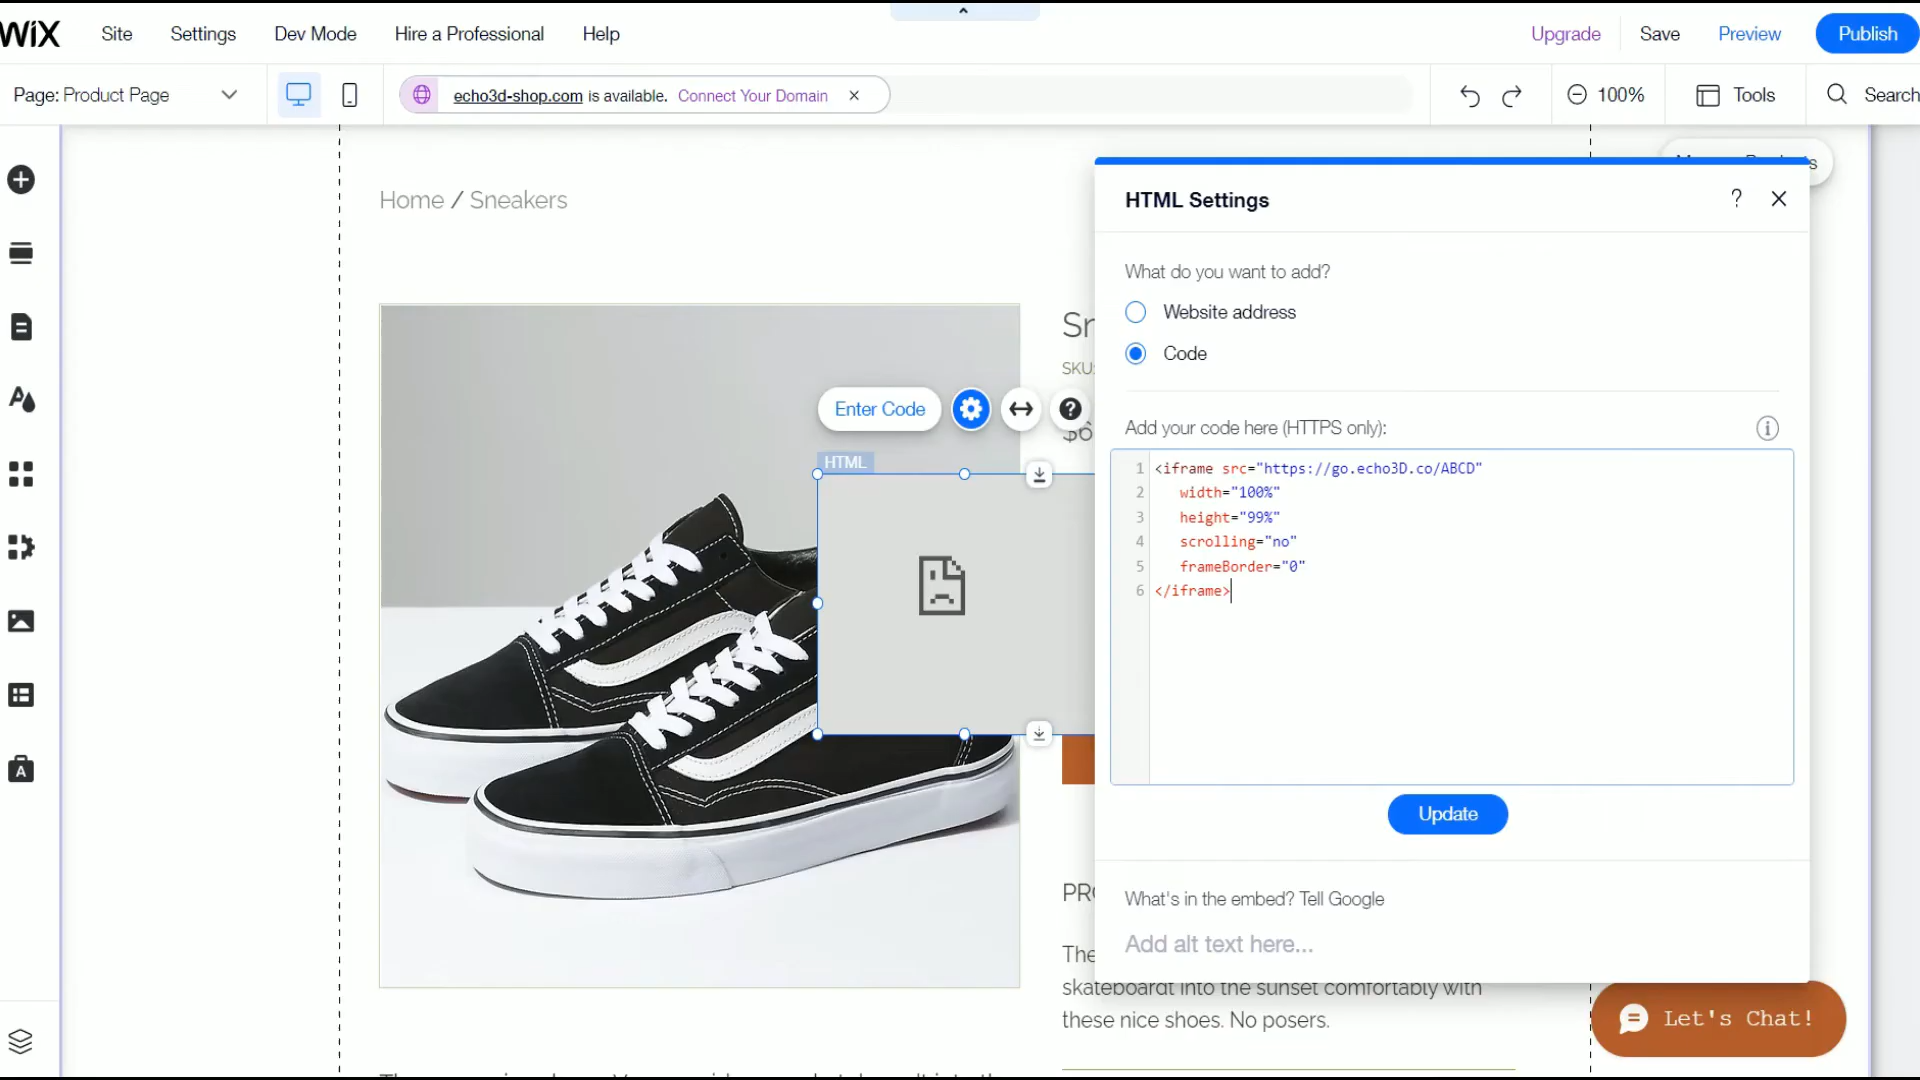 WiX Site Settings Dev Mode Hire a Professional Help Upgrade Save Preview Publish
Page: Product Page echo3d-shop.com is available. Connect Your Domain 100% Tools Search
Home / Sneakers
HTML Settings ?
What do you want to add?
Website address
Code
SKU:
Enter Code ?
$6
Add your code here (HTTPS only):
HTML
1 <iframe src="https://go.echo3D.co/ABCD"
2 width="100%"
3 height="99%"
4 scrolling="no"
5 frameBorder="0"
6 </iframe>
Update
What's in the embed? Tell Google
Add alt text here...
The
skateboardt into the sunset comfortably with
these nice shoes. No posers.
Let's Chat!